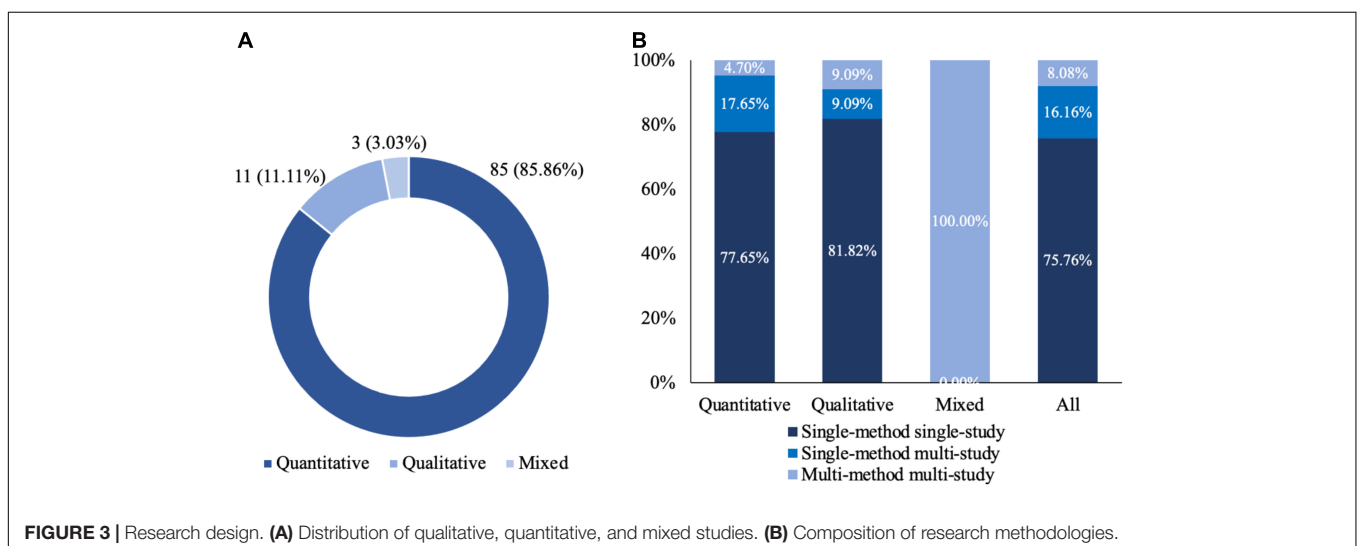 A
3 (3.03%)
11 (11.11%)
85 (85.86%)
Quantitative
Qualitative
Mixed
B
100%
80%
60%
40%
20%
0%
4.70%
17.65%
77.65%
9.09%
9.09%
81.82%
100.00%
0.00%
8.08%
16.16%
75.76%
Quantitative
Qualitative
Mixed
All
Single-method single-study
Single-method multi-study
Multi-method multi-study
FIGURE 3 | Research design. (A) Distribution of qualitative, quantitative, and mixed studies. (B) Composition of research methodologies.